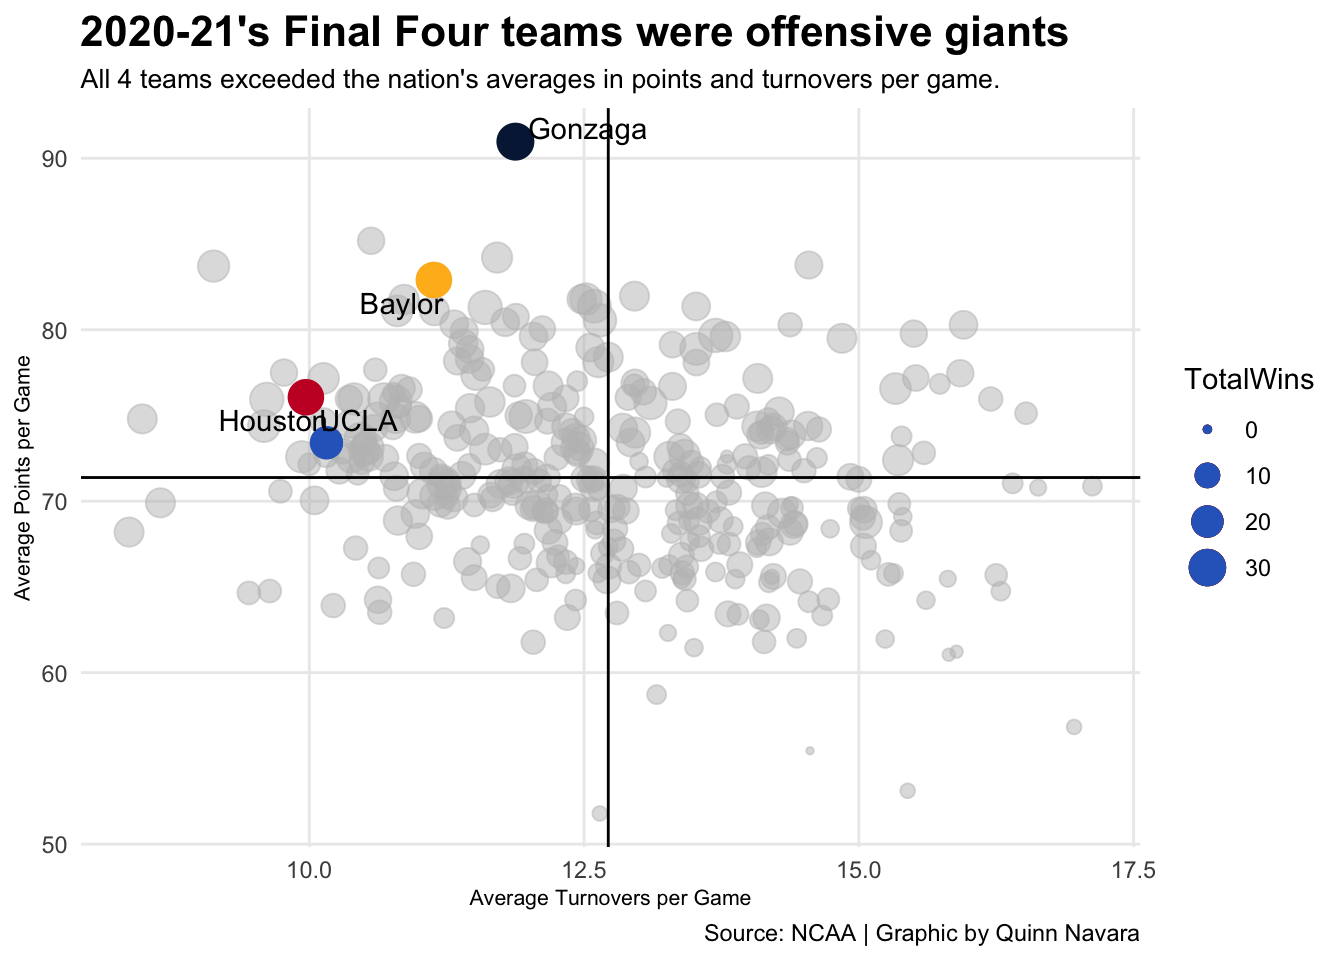 2020-21's Final Four teams were offensive giants
All 4 teams exceeded the nation's averages in points and turnovers per game.
Gonzaga
Baylor
Houston
UCLA
Average Points per Game
90
80
70
60
50
10.0
12.5
15.0
17.5
Average Turnovers per Game
TotalWins
0
10
20
30
Source: NCAA | Graphic by Quinn Navara